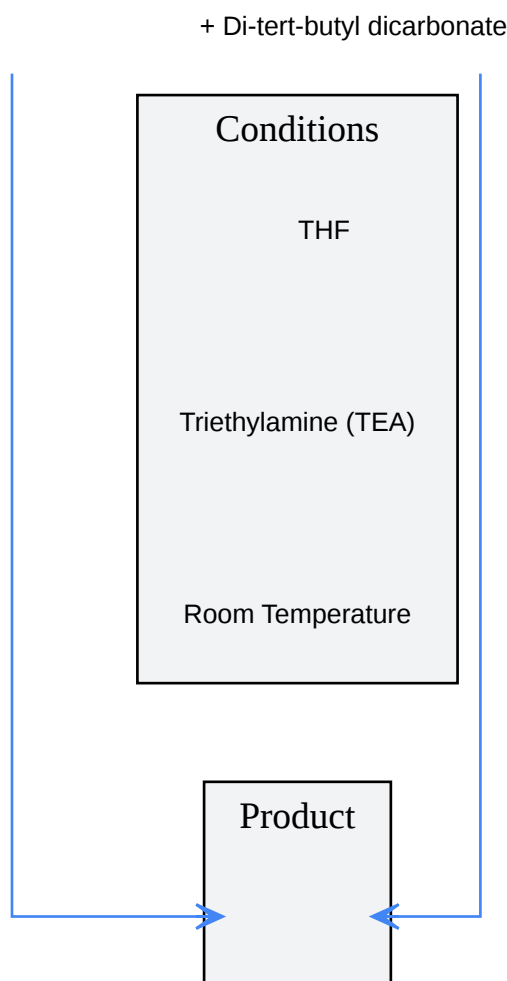 + Di-tert-butyl dicarbonate
Conditions
THF
Triethylamine (TEA)
Room Temperature
Product